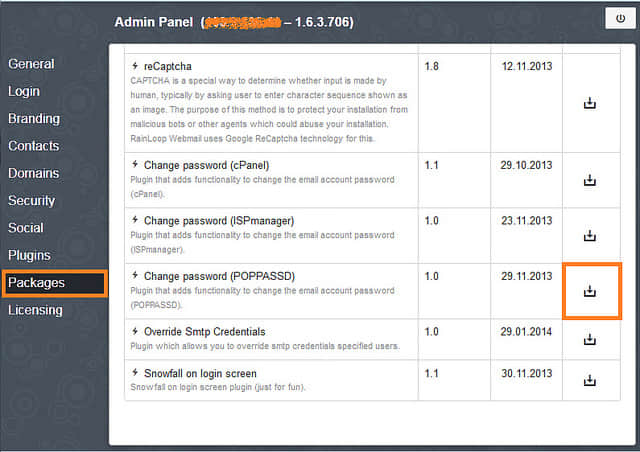 Admin Panel ( – 1.6.3.706)
General
Login
Branding
Contacts
Domains
Security
Social
Plugins
Packages
Licensing
reCaptcha 1.8 12.11.2013
CAPTCHA is a special way to determine whether input is made by
human, typically by asking user to enter character sequence shown as
an image. The purpose of this method is to protect your installation from
malicious bots or other agents which could abuse your installation.
RainLoop Webmail uses Google ReCaptcha technology for this.
Change password (cPanel) 1.1 29.10.2013
Plugin that adds functionality to change the email account password
(cPanel).
Change password (ISPmanager) 1.0 23.11.2013
Plugin that adds functionality to change the email account password
(ISPmanager).
Change password (POPPASSD) 1.0 29.11.2013
Plugin that adds functionality to change the email account password
(POPPASSD).
Override Smtp Credentials 1.0 29.01.2014
Plugin which allows you to override smtp credentials specified users.
Snowfall on login screen 1.1 30.11.2013
Snowfall on login screen plugin (just for fun).